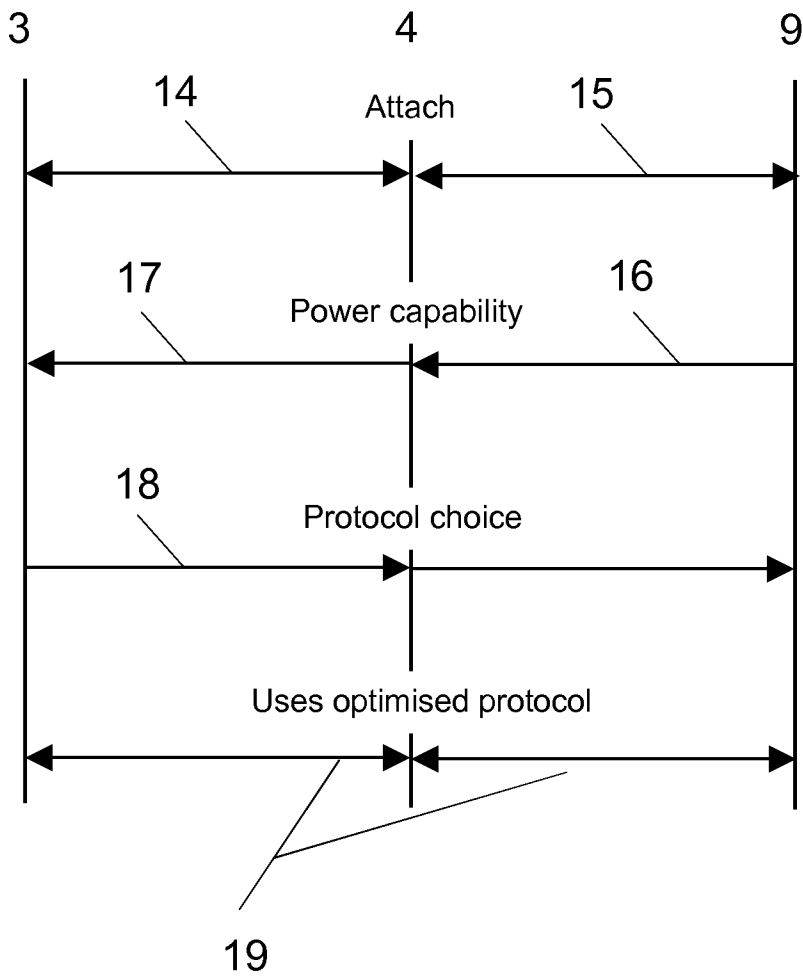 3 4 9
14 Attach 15
17 Power capability 16
18 Protocol choice
Uses optimised protocol
19